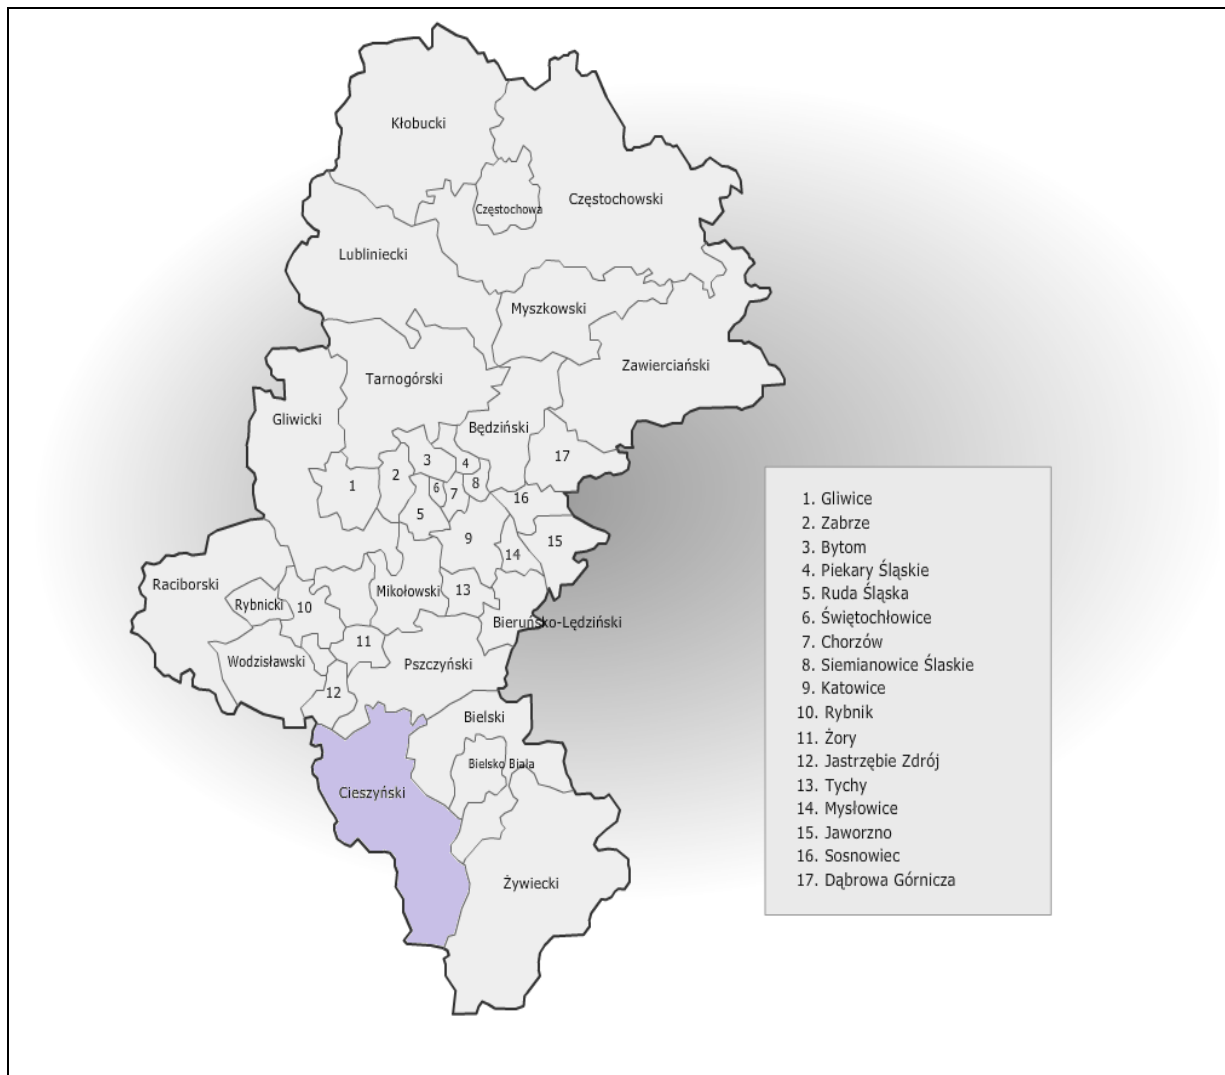 Kłobucki
Częstochowski
Częstochowa
Lubliniecki
Myszkowski
Zawierciański
Tarnogórski
Gliwicki
Będziński
3
4
17
2
1
6
8
7
16
5
9
15
14
Raciborski
Mikołowski
13
Rybnicki
10
Bieruńsko-Lędziński
11
Wodzisławski
Pszczyński
12
Bielski
Bielsko Biała
Cieszyński
Żywiecki
1. Gliwice
2. Zabrze
3. Bytom
4. Piekary Śląskie
5. Ruda Śląska
6. Świętochłowice
7. Chorzów
8. Siemianowice Ślaskie
9. Katowice
10. Rybnik
11. Żory
12. Jastrzębie Zdrój
13. Tychy
14. Mysłowice
15. Jaworzno
16. Sosnowiec
17. Dąbrowa Górnicza